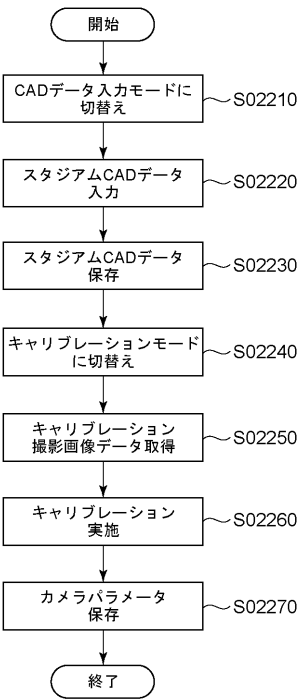 開始
CADデータ入力モードに
切替え
S02210
スタジアムCADデータ
入力
S02220
スタジアムCADデータ
保存
S02230
キャリブレーションモード
に切替え
S02240
キャリブレーション
撮影画像データ取得
S02250
キャリブレーション
実施
S02260
カメラパラメータ
保存
S02270
終了